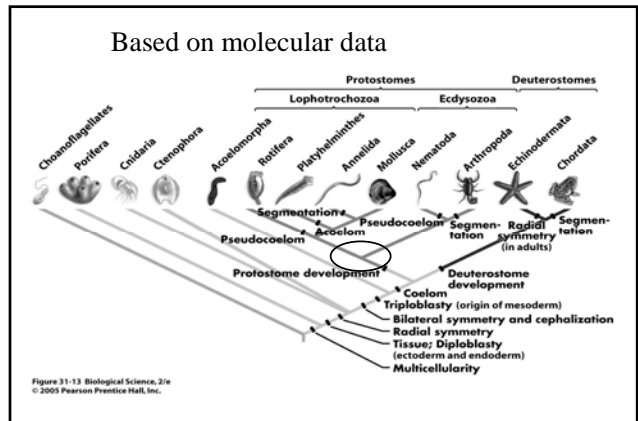 Based on molecular data
Protostomes
Deuterostomes
Lophotrochozoa
Ecdysozoa
Choanoflagellates
Porifera
Cnidaria
Ctenophora
Acoelomorpha
Rotifera
Platyhelminthes
Annelida
Mollusca
Nematoda
Arthropoda
Echinodermata
Chordata
Segmentation
Acoelom
Pseudocoelom
Pseudocoelom
Segmen-
tation
Radial
symmetry
(in adults)
Segmen-
tation
Protostome development
Deuterostome
development
Coelom
Triploblasty (origin of mesoderm)
Bilateral symmetry and cephalization
Radial symmetry
Tissue; Diploblasty
(ectoderm and endoderm)
Multicellularity
Figure 31-13 Biological Science, 2/e
© 2005 Pearson Prentice Hall, Inc.